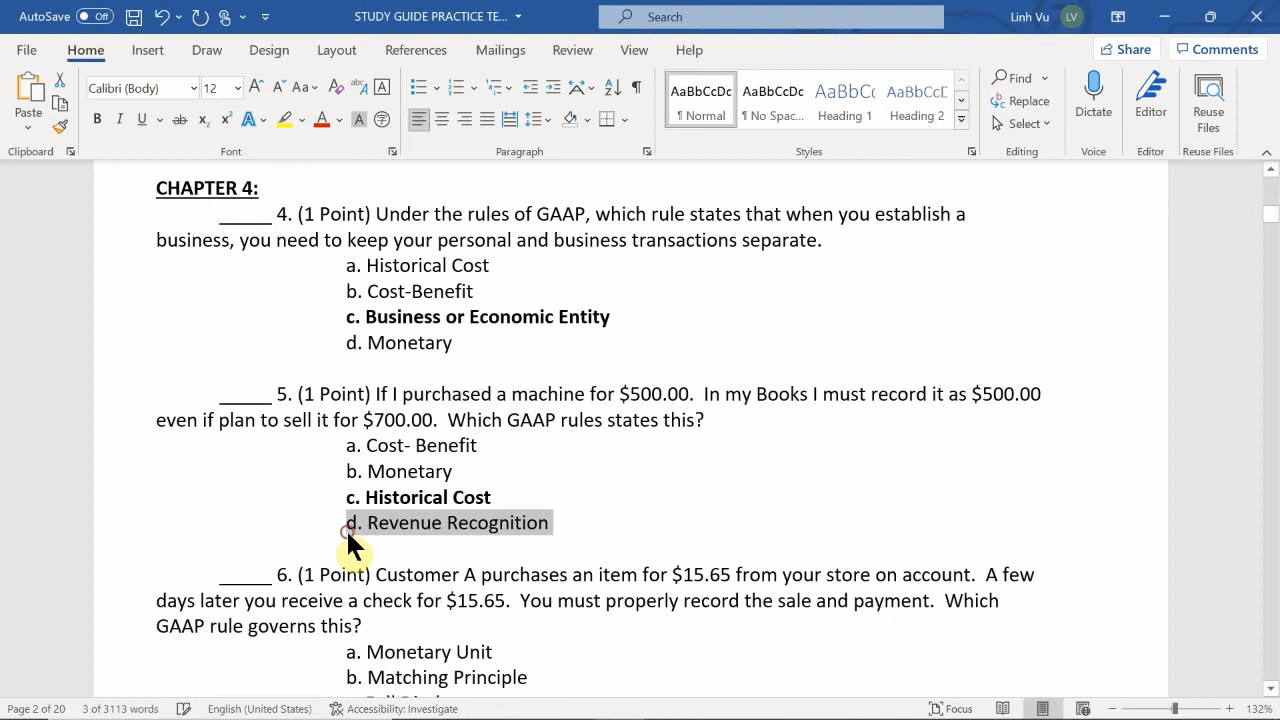 AutoSave Off STUDY GUIDE PRACTICE TE... Search Linh Vu LV
File Home Insert Draw Design Layout References Mailings Review View Help Share Comments
Calibri (Body) 12 Aa AaBbCcDc AaBbCcDc AaBbCc AaBbCcD Find
Paste ¶ Normal ¶ No Spac... Heading 1 Heading 2 Replace Dictate Editor Reuse Files
Select
Clipboard Font Paragraph Styles Editing Voice Editor Reuse Files
CHAPTER 4:
_____ 4. (1 Point) Under the rules of GAAP, which rule states that when you establish a
business, you need to keep your personal and business transactions separate.
a. Historical Cost
b. Cost-Benefit
c. Business or Economic Entity
d. Monetary
_____ 5. (1 Point) If I purchased a machine for $500.00.  In my Books I must record it as $500.00
even if plan to sell it for $700.00.  Which GAAP rules states this?
a. Cost- Benefit
b. Monetary
c. Historical Cost
d. Revenue Recognition
_____ 6. (1 Point) Customer A purchases an item for $15.65 from your store on account.  A few
days later you receive a check for $15.65.  You must properly record the sale and payment.  Which
GAAP rule governs this?
a. Monetary Unit
b. Matching Principle
Page 2 of 20 3 of 3113 words English (United States) Accessibility: Investigate Focus 132%